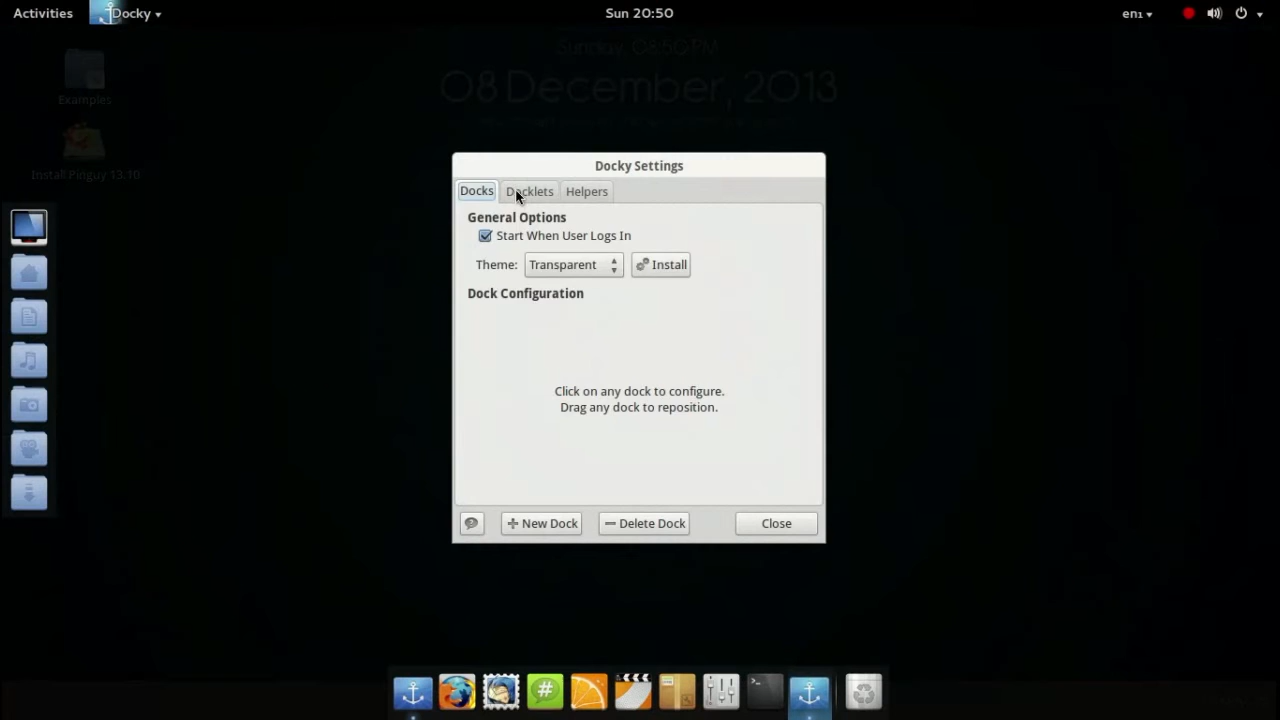 Activities
Docky
Sun 20:50
en1
Sunday, 08:50PM
08 December, 2013
Examples
Install Pinguy 13.10
Docky Settings
Docks
Docklets
Helpers
General Options
Start When User Logs In
Theme:
Transparent
Install
Dock Configuration
Click on any dock to configure.
Drag any dock to reposition.
New Dock
Delete Dock
Close
#
>_